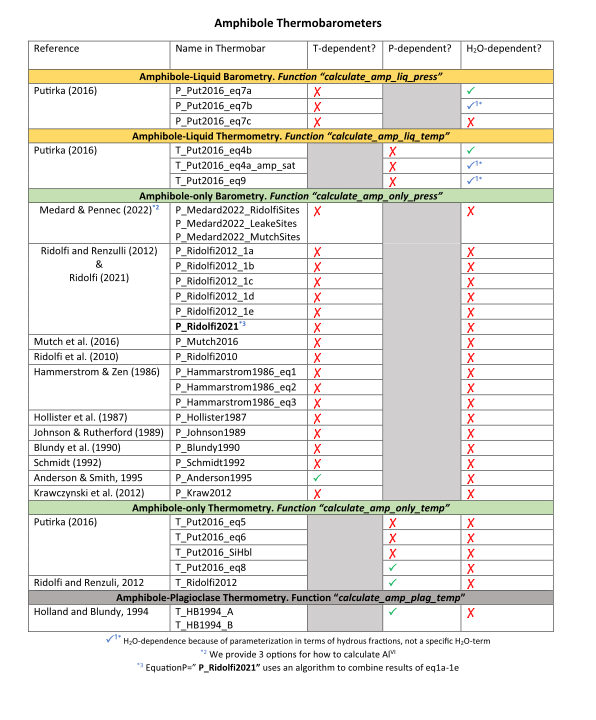 Amphibole Thermobarometers
Reference Name in Thermobar T-dependent? P-dependent? H₂O-dependent?
Amphibole-Liquid Barometry. Function “calculate_amp_liq_press”
Putirka (2016) P_Put2016_eq7a ✗ ✓
P_Put2016_eq7b ✗ ✓¹*
P_Put2016_eq7c ✗ ✗
Amphibole-Liquid Thermometry. Function “calculate_amp_liq_temp”
Putirka (2016) T_Put2016_eq4b ✗ ✓
T_Put2016_eq4a_amp_sat ✗ ✓¹*
T_Put2016_eq9 ✗ ✓¹*
Amphibole-only Barometry. Function “calculate_amp_only_press”
Medard & Pennec (2022)*² P_Medard2022_RidolfiSites ✗ ✗
P_Medard2022_LeakeSites
P_Medard2022_MutchSites
Ridolfi and Renzulli (2012) P_Ridolfi2012_1a ✗ ✗
& P_Ridolfi2012_1b ✗ ✗
Ridolfi (2021) P_Ridolfi2012_1c ✗ ✗
P_Ridolfi2012_1d ✗ ✗
P_Ridolfi2012_1e ✗ ✗
P_Ridolfi2021*³ ✗ ✗
Mutch et al. (2016) P_Mutch2016 ✗ ✗
Ridolfi et al. (2010) P_Ridolfi2010 ✗ ✗
Hammerstrom & Zen (1986) P_Hammarstrom1986_eq1 ✗ ✗
P_Hammarstrom1986_eq2 ✗ ✗
P_Hammarstrom1986_eq3 ✗ ✗
Hollister et al. (1987) P_Hollister1987 ✗ ✗
Johnson & Rutherford (1989) P_Johnson1989 ✗ ✗
Blundy et al. (1990) P_Blundy1990 ✗ ✗
Schmidt (1992) P_Schmidt1992 ✗ ✗
Anderson & Smith, 1995 P_Anderson1995 ✓ ✗
Krawczynski et al. (2012) P_Kraw2012 ✗ ✗
Amphibole-only Thermometry. Function “calculate_amp_only_temp”
Putirka (2016) T_Put2016_eq5 ✗ ✗
T_Put2016_eq6 ✗ ✗
T_Put2016_SiHbl ✗ ✗
T_Put2016_eq8 ✓ ✗
Ridolfi and Renzuli, 2012 T_Ridolfi2012 ✓ ✗
Amphibole-Plagioclase Thermometry. Function “calculate_amp_plag_temp”
Holland and Blundy, 1994 T_HB1994_A ✓ ✗
T_HB1994_B
✓¹* H₂O-dependence because of parameterization in terms of hydrous fractions, not a specific H₂O-term
*² We provide 3 options for how to calculate Alⱽᴵ
*³ EquationP=” P_Ridolfi2021” uses an algorithm to combine results of eq1a-1e